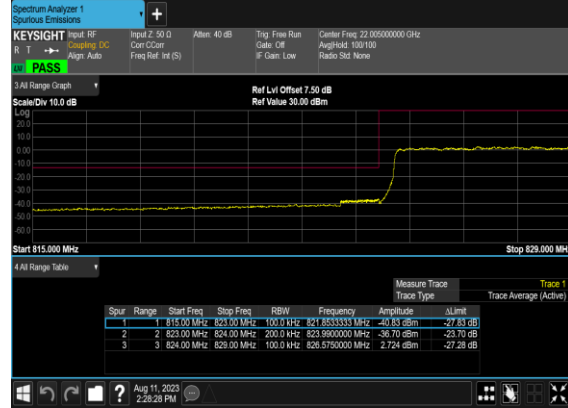 Spectrum Analyzer 1
Spurious Emissions
+
KEYSIGHT Input: RF Input Z: 50 Ω Atten: 40 dB Trig: Free Run Center Freq: 22.005000000 GHz
R T Coupling: DC Corr CCorr Gate: Off Avg|Hold: 100/100
Align: Auto Freq Ref: Int (S) IF Gain: Low Radio Std: None
PASS
3 All Range Graph
Ref Lvl Offset 7.50 dB
Scale/Div 10.0 dB Ref Value 30.00 dBm
Log
20.0
10.0
0.00
-10.0
-20.0
-30.0
-40.0
-50.0
-60.0
Start 815.000 MHz Stop 829.000 MH
4 All Range Table
Measure Trace Trace 1
Trace Type Trace Average (Active)
Spur Range Start Freq Stop Freq RBW Frequency Amplitude ΔLimit
1 1 815.00 MHz 823.00 MHz 100.0 kHz 821.8533333 MHz -40.83 dBm -27.83 dB
2 2 823.00 MHz 824.00 MHz 200.0 kHz 823.9900000 MHz -36.70 dBm -23.70 dB
3 3 824.00 MHz 829.00 MHz 100.0 kHz 826.5750000 MHz 2.724 dBm -27.28 dB
?
Aug 11, 2023
2:28:28 PM